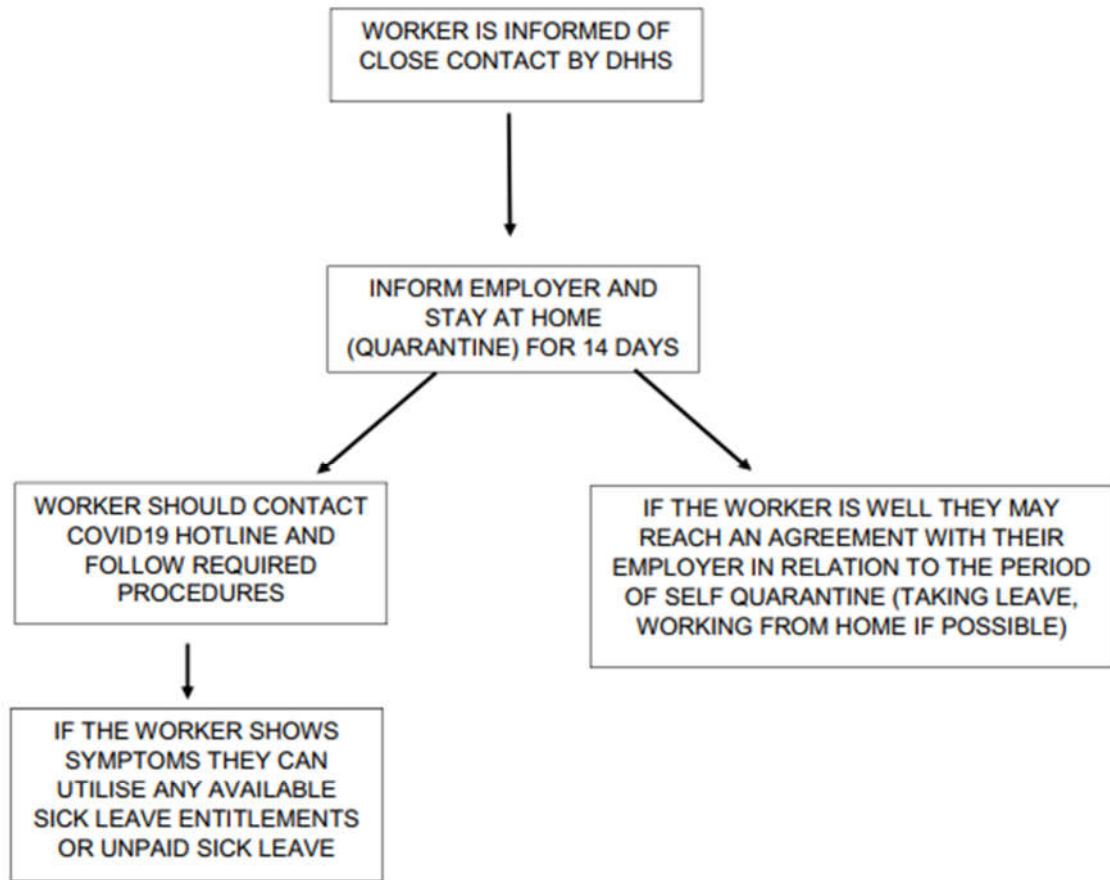 WORKER IS INFORMED OF
CLOSE CONTACT BY DHHS
INFORM EMPLOYER AND
STAY AT HOME
(QUARANTINE) FOR 14 DAYS
WORKER SHOULD CONTACT
COVID19 HOTLINE AND
FOLLOW REQUIRED
PROCEDURES
IF THE WORKER IS WELL THEY MAY
REACH AN AGREEMENT WITH THEIR
EMPLOYER IN RELATION TO THE PERIOD
OF SELF QUARANTINE (TAKING LEAVE,
WORKING FROM HOME IF POSSIBLE)
IF THE WORKER SHOWS
SYMPTOMS THEY CAN
UTILISE ANY AVAILABLE
SICK LEAVE ENTITLEMENTS
OR UNPAID SICK LEAVE